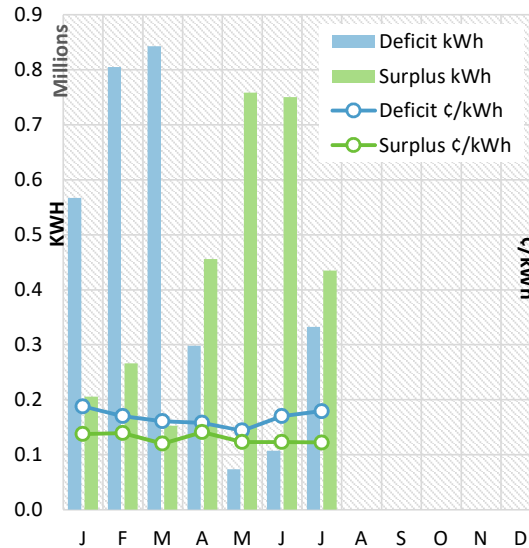 0.9
0.8
0.7
0.6
0.5
0.4
0.3
0.2
0.1
0.0
Millions
KWH
Deficit kWh
Surplus kWh
Deficit ¢/kWh
Surplus ¢/kWh
¢/kWh
J F M A M J J A S O N D